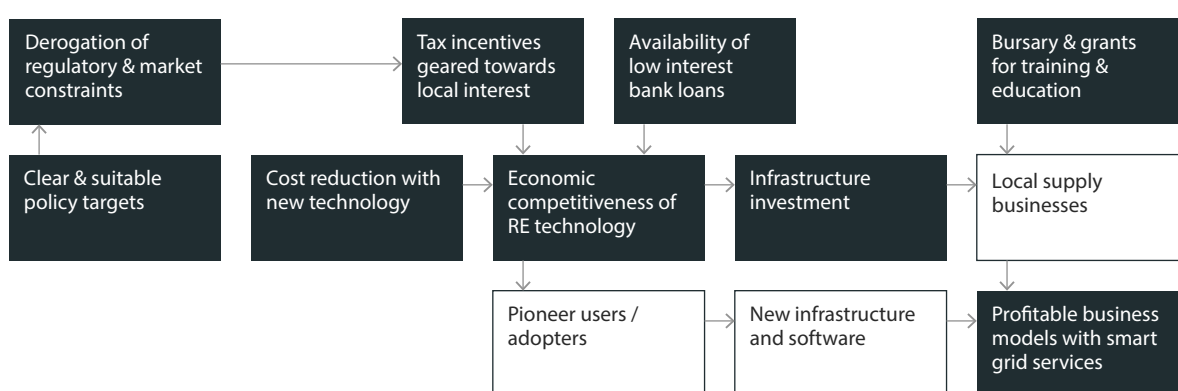 Derogation of
regulatory & market
constraints
Tax incentives
geared towards
local interest
Availability of
low interest
bank loans
Bursary & grants
for training &
education
Clear & suitable
policy targets
Cost reduction with
new technology
Economic
competitiveness of
RE technology
Infrastructure
investment
Local supply
businesses
Pioneer users /
adopters
New infrastructure
and software
Profitable business
models with smart
grid services